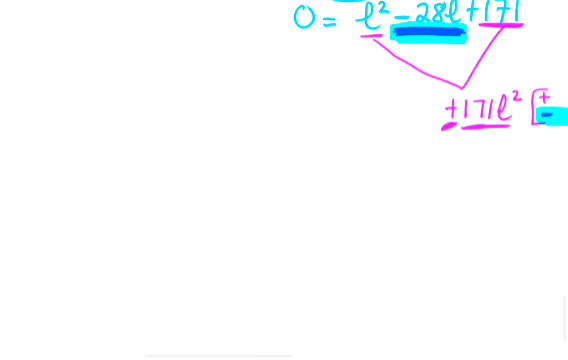 0 = ℓ² - 28ℓ + 171
+171ℓ² [+ -